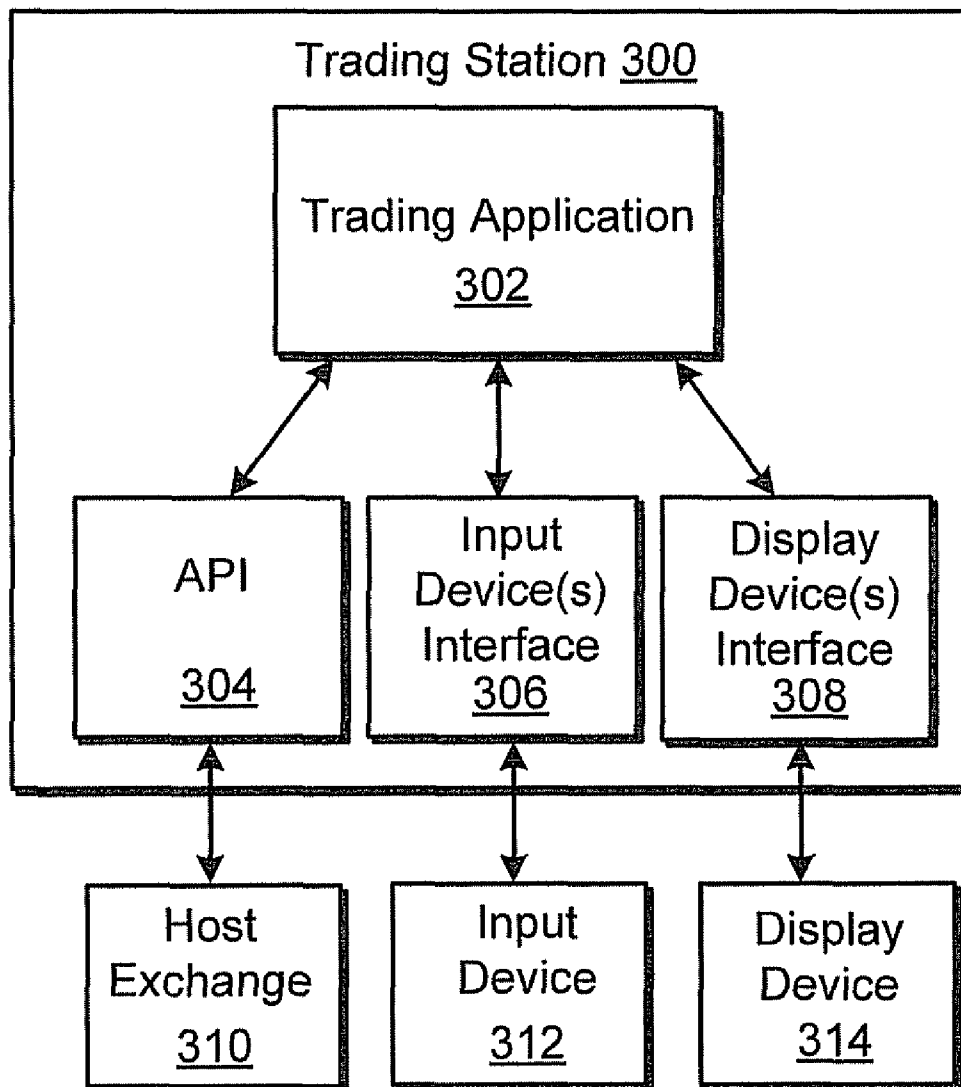 Trading Station 300
Trading Application
302
API
304
Input
Device(s)
Interface
306
Display
Device(s)
Interface
308
Host
Exchange
310
Input
Device
312
Display
Device
314